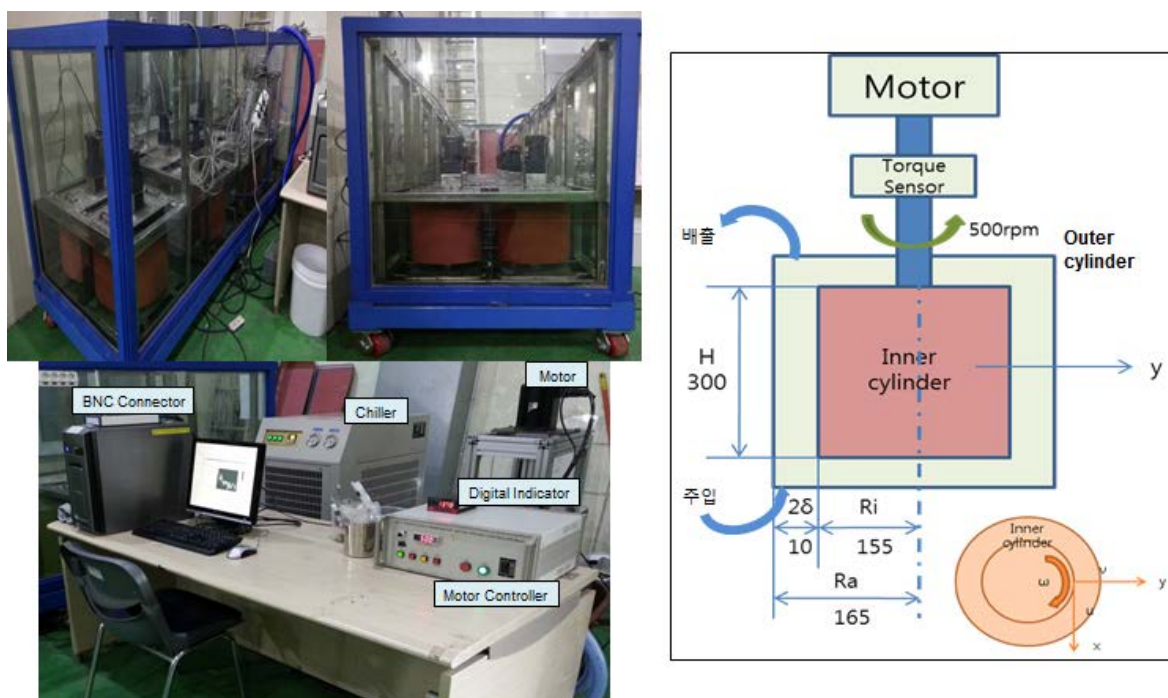 BNC Connector
Chiller
Motor
Digital Indicator
Motor Controller
Motor
Torque
Sensor
500rpm
배출
Outer
cylinder
H
300
Inner
cylinder
y
주입
2δ
Ri
10
155
Ra
165
Inner
cylinder
ω
υ
y
u
x